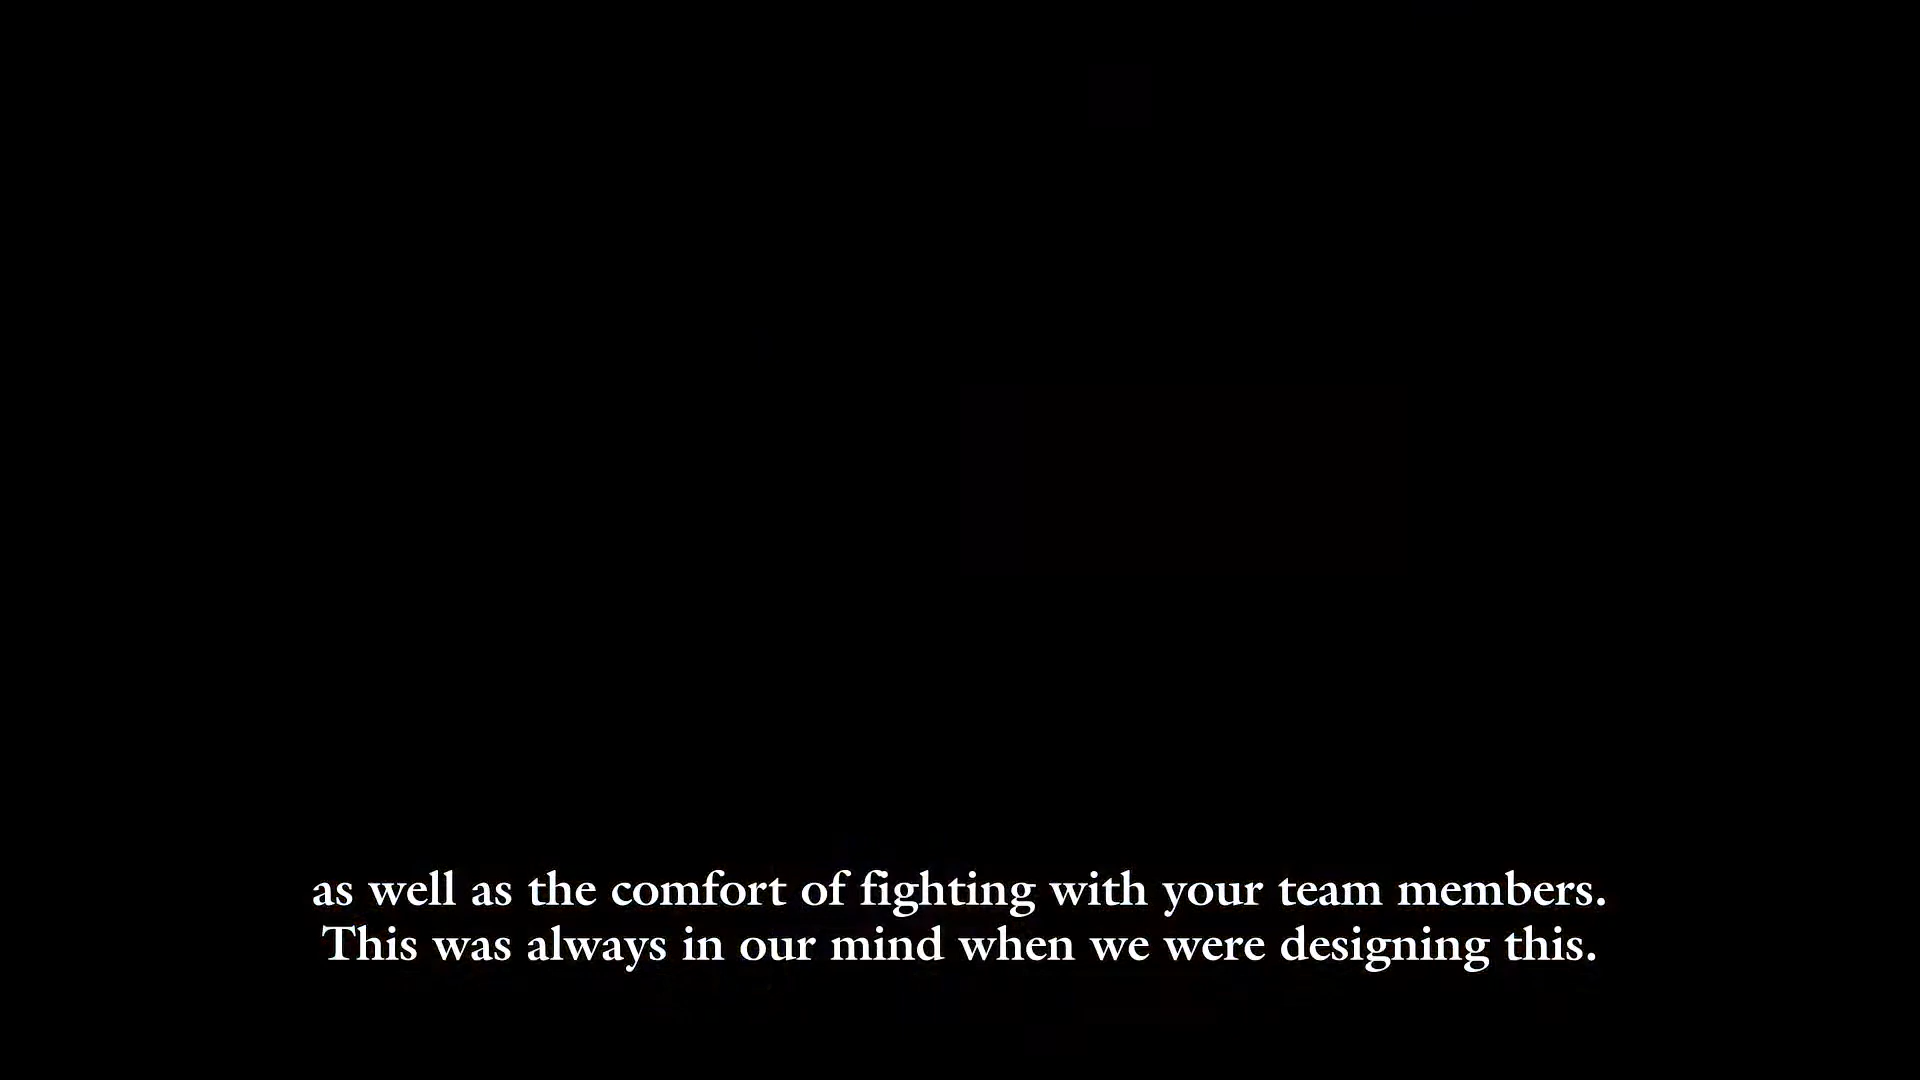 as well as the comfort of fighting with your team members.
This was always in our mind when we were designing this.